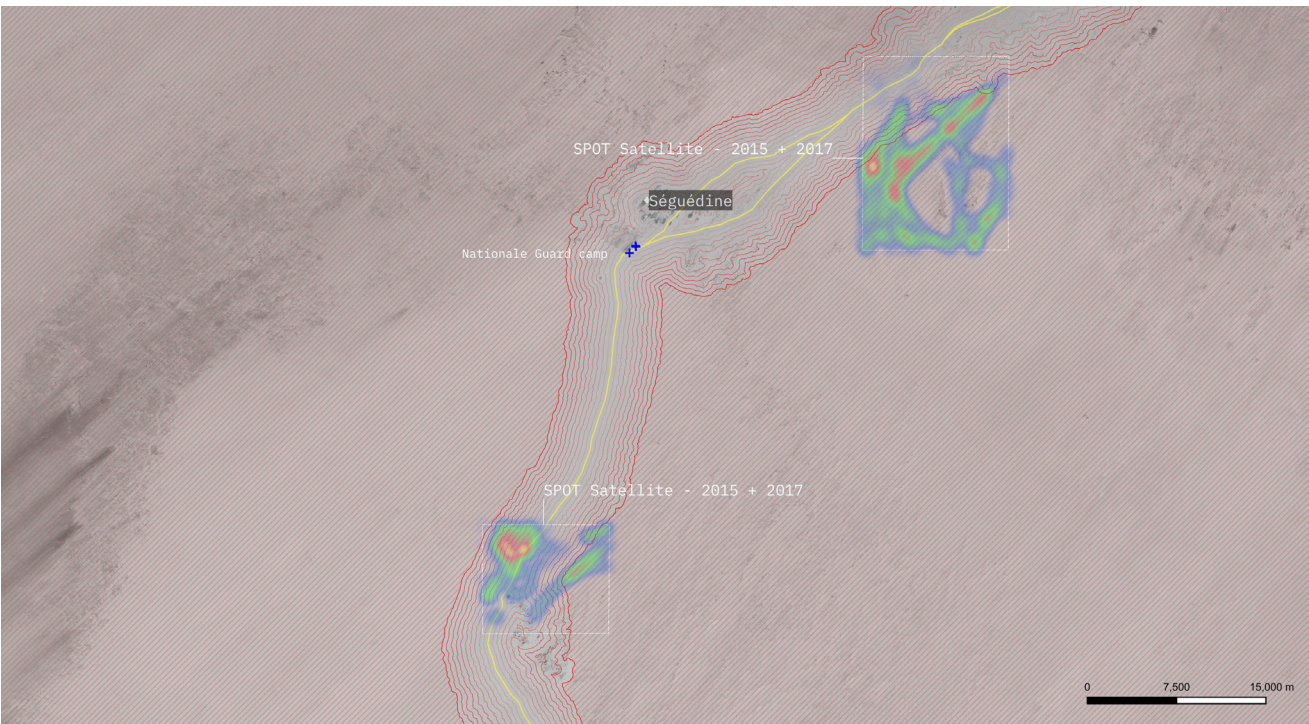 SPOT Satellite - 2015 + 2017
Séguédine
Nationale Guard camp
SPOT Satellite - 2015 + 2017
0 7,500 15,000 m